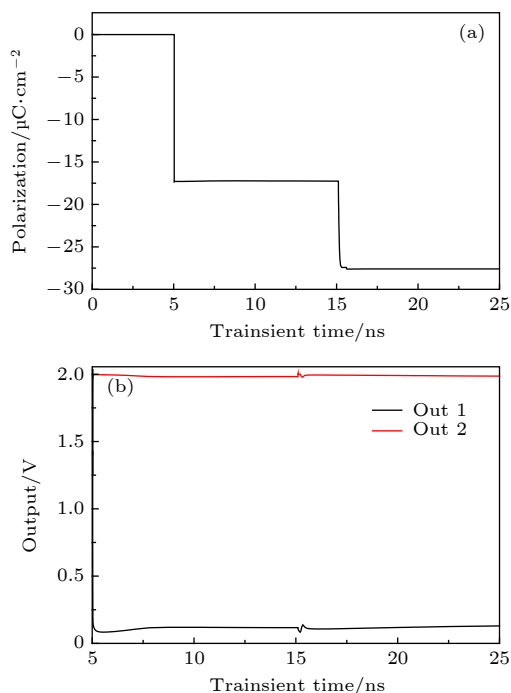 (a)
Polarization/μC·cm⁻²
0
−5
−10
−15
−20
−25
−30
0 5 10 15 20 25
Trainsient time/ns
(b)
Output/V
2.0
1.5
1.0
0.5
0
Out 1
Out 2
5 10 15 20 25
Transient time/ns